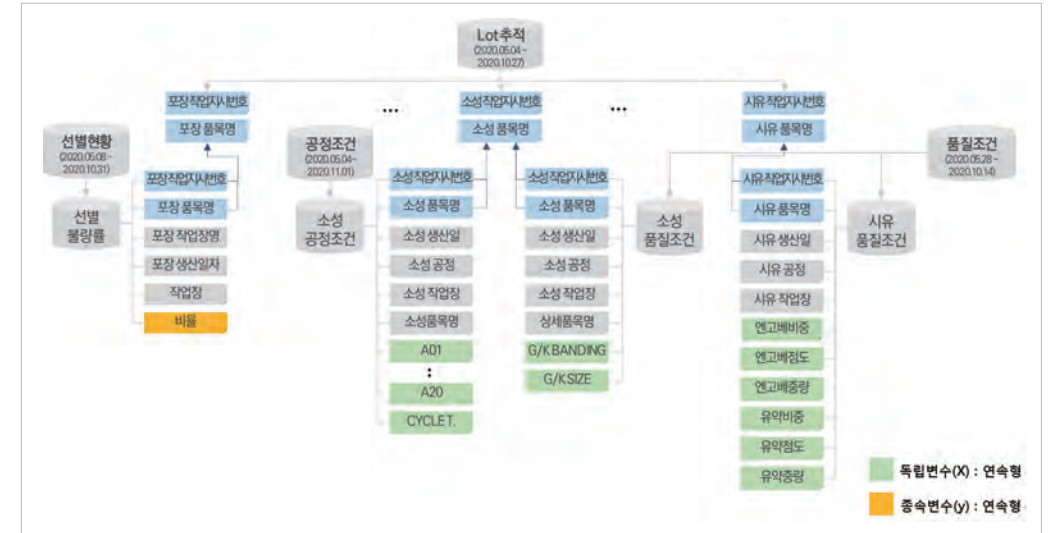 Lot추적
(2020.05.04~
2020.10.27)
포장작업지시번호
포장 품목명
...
소성작업지시번호
소성 품목명
...
시유작업지시번호
시유 품목명
선별현황
(2020.05.08~
2020.10.31)
공정조건
(2020.05.04~
2020.11.01)
품질조건
(2020.05.28~
2020.10.14)
선별
불량률
포장작업지시번호
포장 품목명
포장 작업장명
포장 생산일자
작업장
비율
소성
공정조건
소성작업지시번호
소성 품목명
소성 생산일
소성 공정
소성 작업장
소성품목명
A01
:
A20
CYCLE T.
소성작업지시번호
소성 품목명
소성 생산일
소성 공정
소성 작업장
상세품목명
G/K BANDING
G/K SIZE
소성
품질조건
시유작업지시번호
시유 품목명
시유 생산일
시유 공정
시유 작업장
엔고베비중
엔고베점도
엔고베중량
유약비중
유약점도
유약중량
시유
품질조건
독립변수(X) : 연속형
종속변수(y) : 연속형